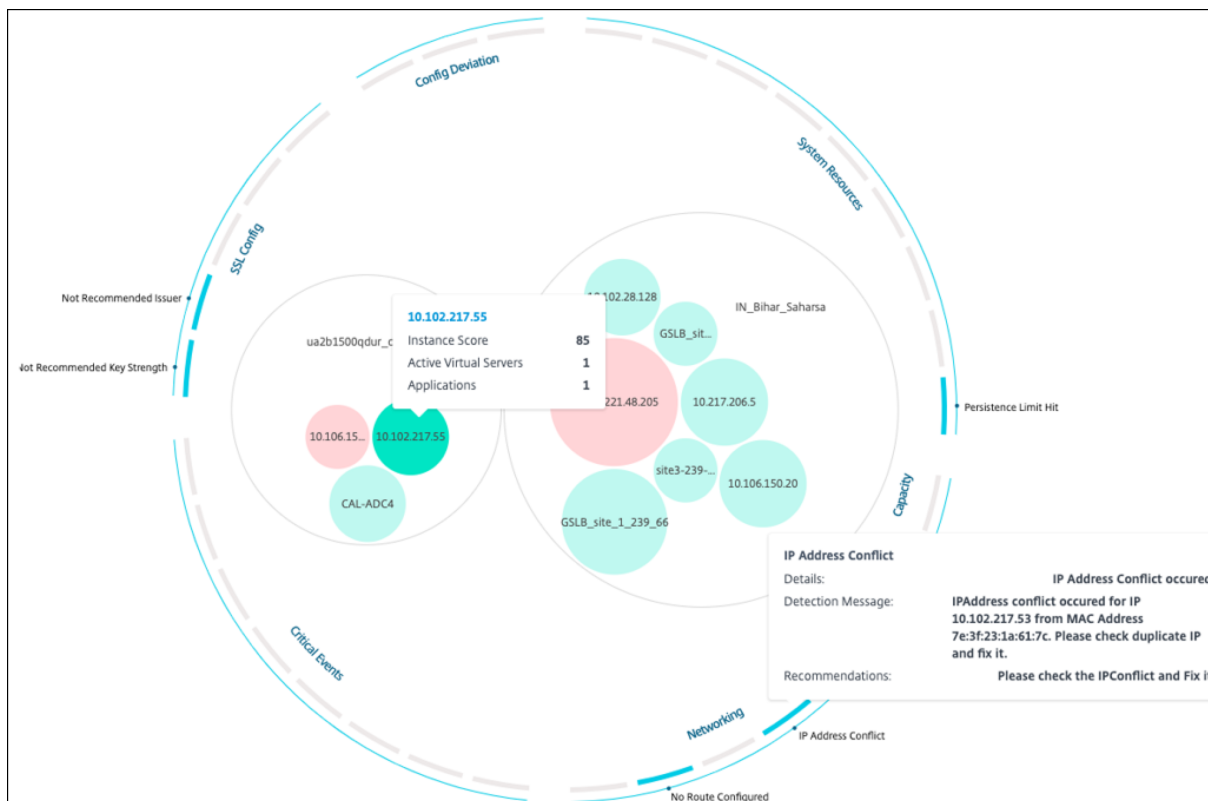 Config Deviation
System Resources
SSL Config
Not Recommended Issuer
Not Recommended Key Strength
IN_Bihar_Saharsa
GSLB_sit...
10.102.217.55
Instance Score 85
Active Virtual Servers 1
Applications 1
10.217.206.5
Persistence Limit Hit
10.106.15...
10.102.217.55
site3-239-...
10.106.150.20
CAL-ADC4
GSLB_site_1_239_66
Capacity
IP Address Conflict
Details: IP Address Conflict occured
Detection Message: IPAddress conflict occured for IP
10.102.217.53 from MAC Address
7e:3f:23:1a:61:7c. Please check duplicate IP
and fix it.
Recommendations: Please check the IPConflict and Fix it
Critical Events
Networking
IP Address Conflict
No Route Configured